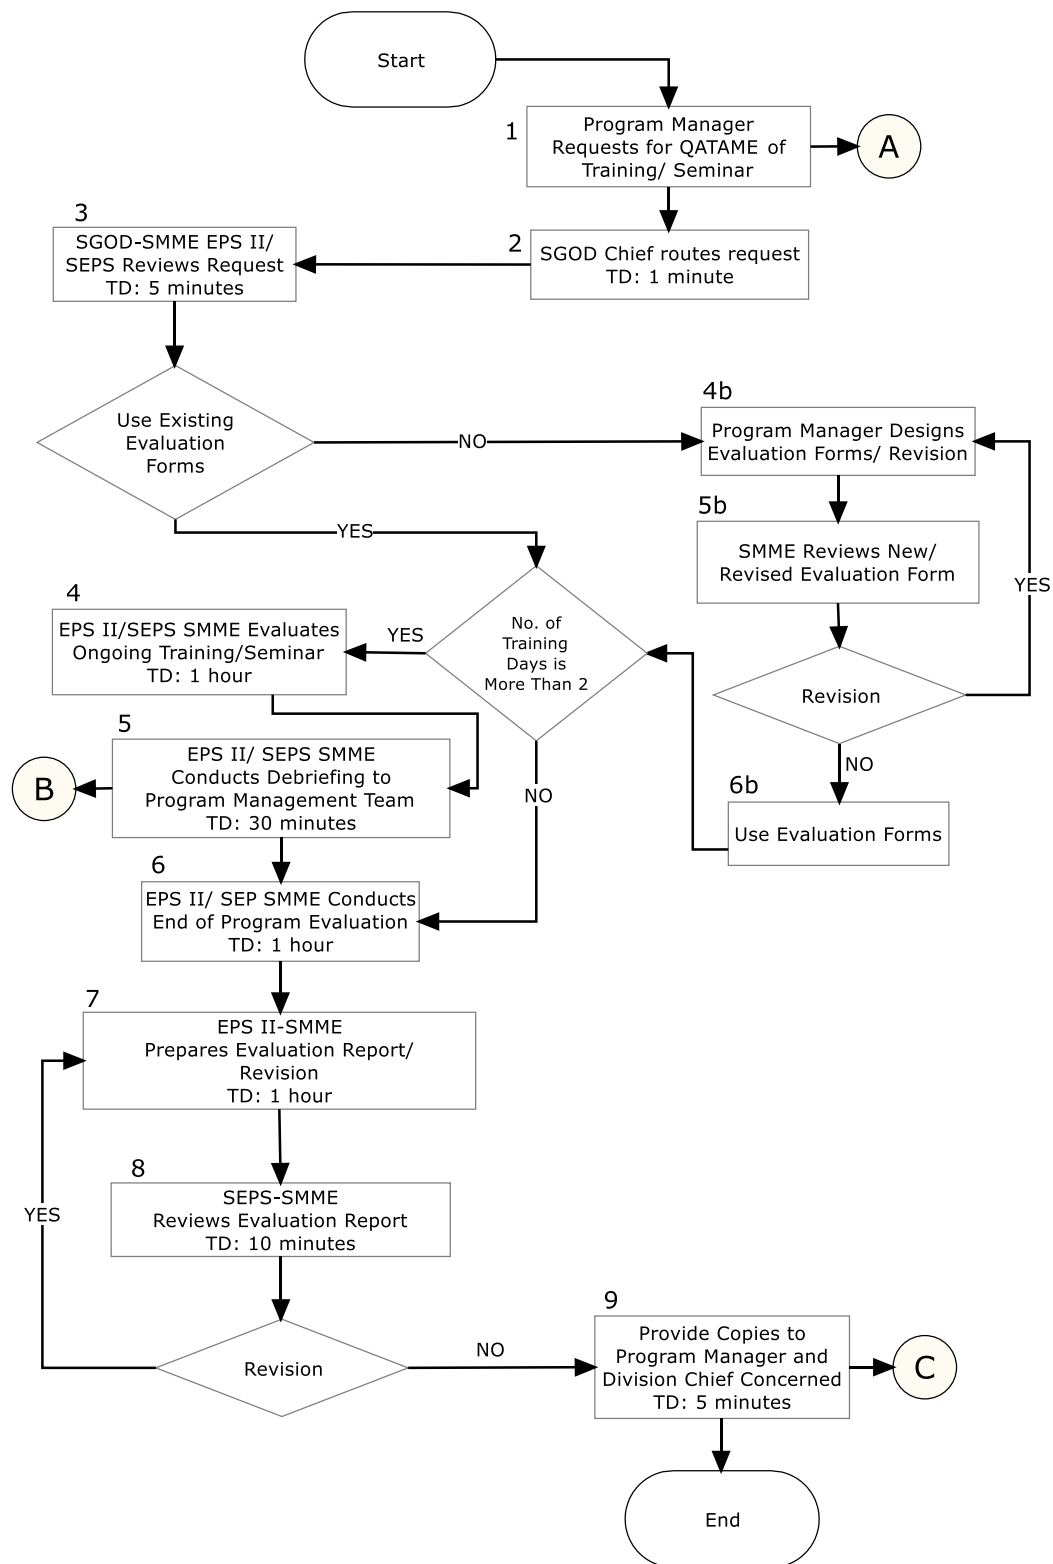 Start
1
Program Manager
Requests for QATAME of
Training/ Seminar
A
2
SGOD Chief routes request
TD: 1 minute
3
SGOD-SMME EPS II/
SEPS Reviews Request
TD: 5 minutes
Use Existing
Evaluation
Forms
NO
YES
4b
Program Manager Designs
Evaluation Forms/ Revision
5b
SMME Reviews New/
Revised Evaluation Form
YES
Revision
NO
6b
Use Evaluation Forms
No. of
Training
Days is
More Than 2
YES
NO
4
EPS II/SEPS SMME Evaluates
Ongoing Training/Seminar
TD: 1 hour
5
EPS II/ SEPS SMME
Conducts Debriefing to
Program Management Team
TD: 30 minutes
B
6
EPS II/ SEP SMME Conducts
End of Program Evaluation
TD: 1 hour
7
EPS II-SMME
Prepares Evaluation Report/
Revision
TD: 1 hour
8
SEPS-SMME
Reviews Evaluation Report
TD: 10 minutes
YES
Revision
NO
9
Provide Copies to
Program Manager and
Division Chief Concerned
TD: 5 minutes
C
End